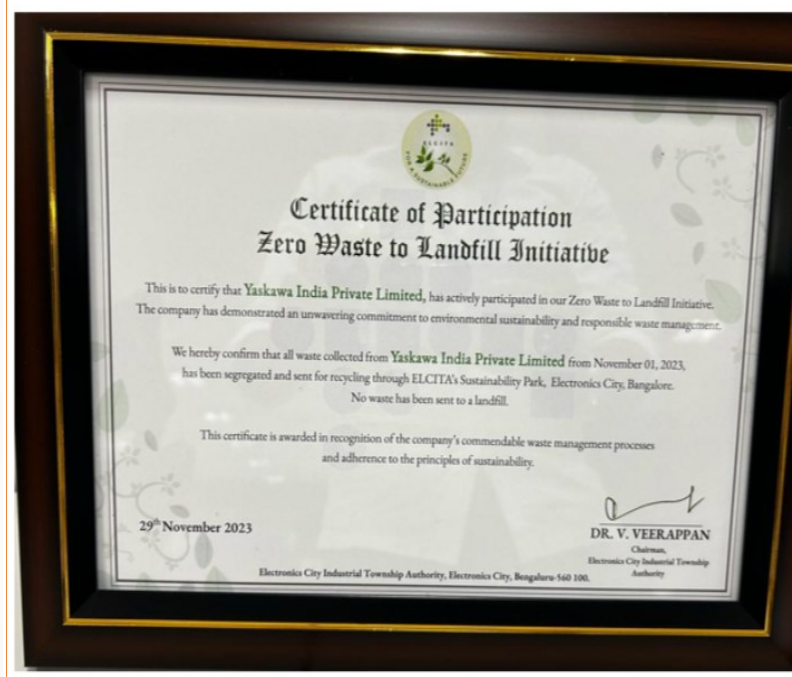 ELCITA
FOR A SUSTAINABLE FUTURE
Certificate of Participation
Zero Waste to Landfill Initiative
This is to certify that Yaskawa India Private Limited, has actively participated in our Zero Waste to Landfill Initiative.
The company has demonstrated an unwavering commitment to environmental sustainability and responsible waste management.
We hereby confirm that all waste collected from Yaskawa India Private Limited from November 01, 2023,
has been segregated and sent for recycling through ELCITA's Sustainability Park, Electronics City, Bangalore.
No waste has been sent to a landfill.
This certificate is awarded in recognition of the company's commendable waste management processes
and adherence to the principles of sustainability.
29th November 2023
DR. V. VEERAPPAN
Chairman,
Electronics City Industrial Township
Authority
Electronics City Industrial Township Authority, Electronics City, Bengaluru-560 100.